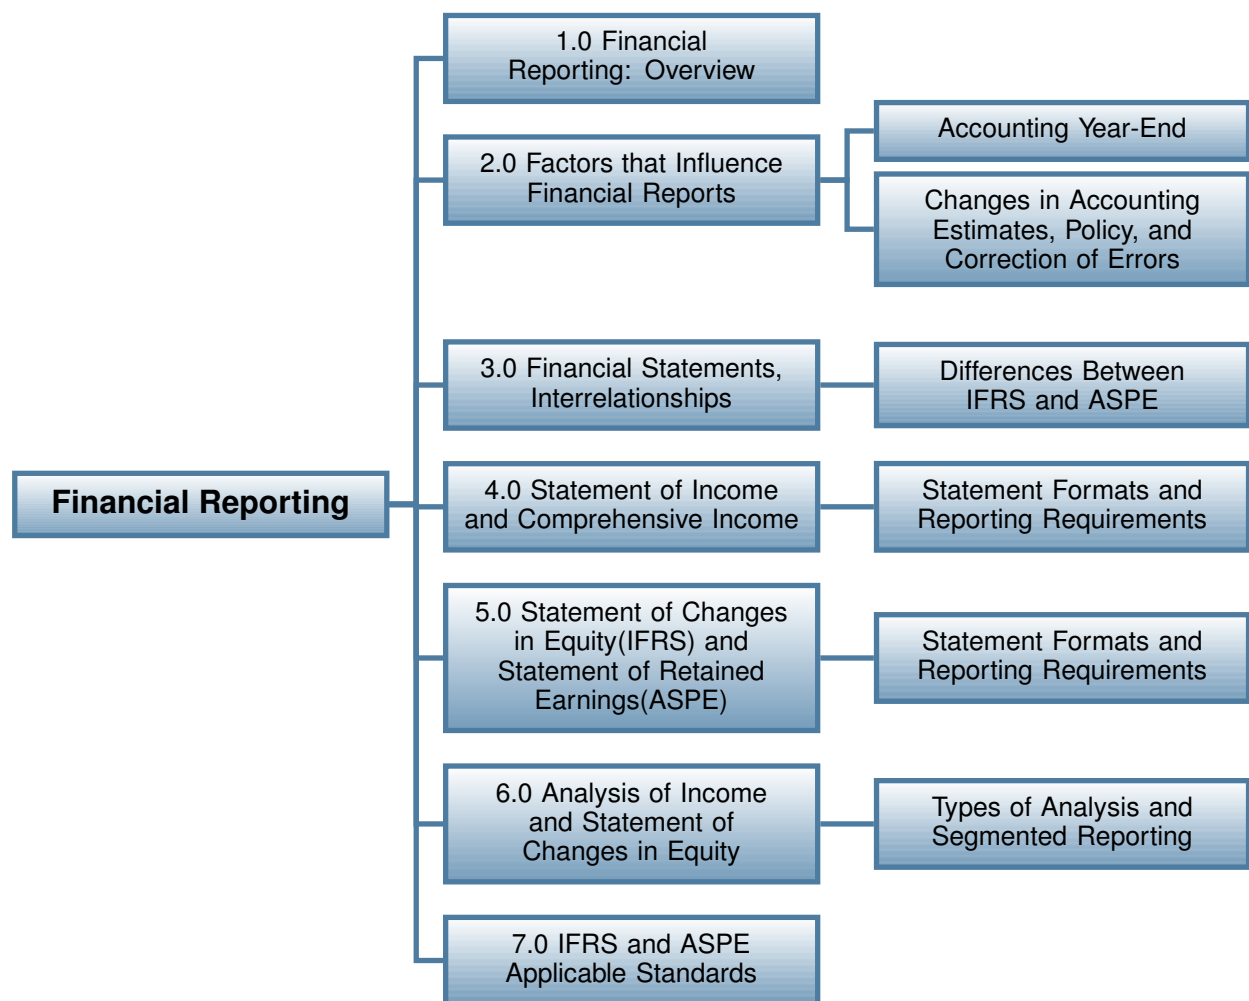 Financial Reporting
1.0 Financial
Reporting: Overview
2.0 Factors that Influence
Financial Reports
Accounting Year-End
Changes in Accounting
Estimates, Policy, and
Correction of Errors
3.0 Financial Statements,
Interrelationships
Differences Between
IFRS and ASPE
4.0 Statement of Income
and Comprehensive Income
Statement Formats and
Reporting Requirements
5.0 Statement of Changes
in Equity(IFRS) and
Statement of Retained
Earnings(ASPE)
Statement Formats and
Reporting Requirements
6.0 Analysis of Income
and Statement of
Changes in Equity
Types of Analysis and
Segmented Reporting
7.0 IFRS and ASPE
Applicable Standards